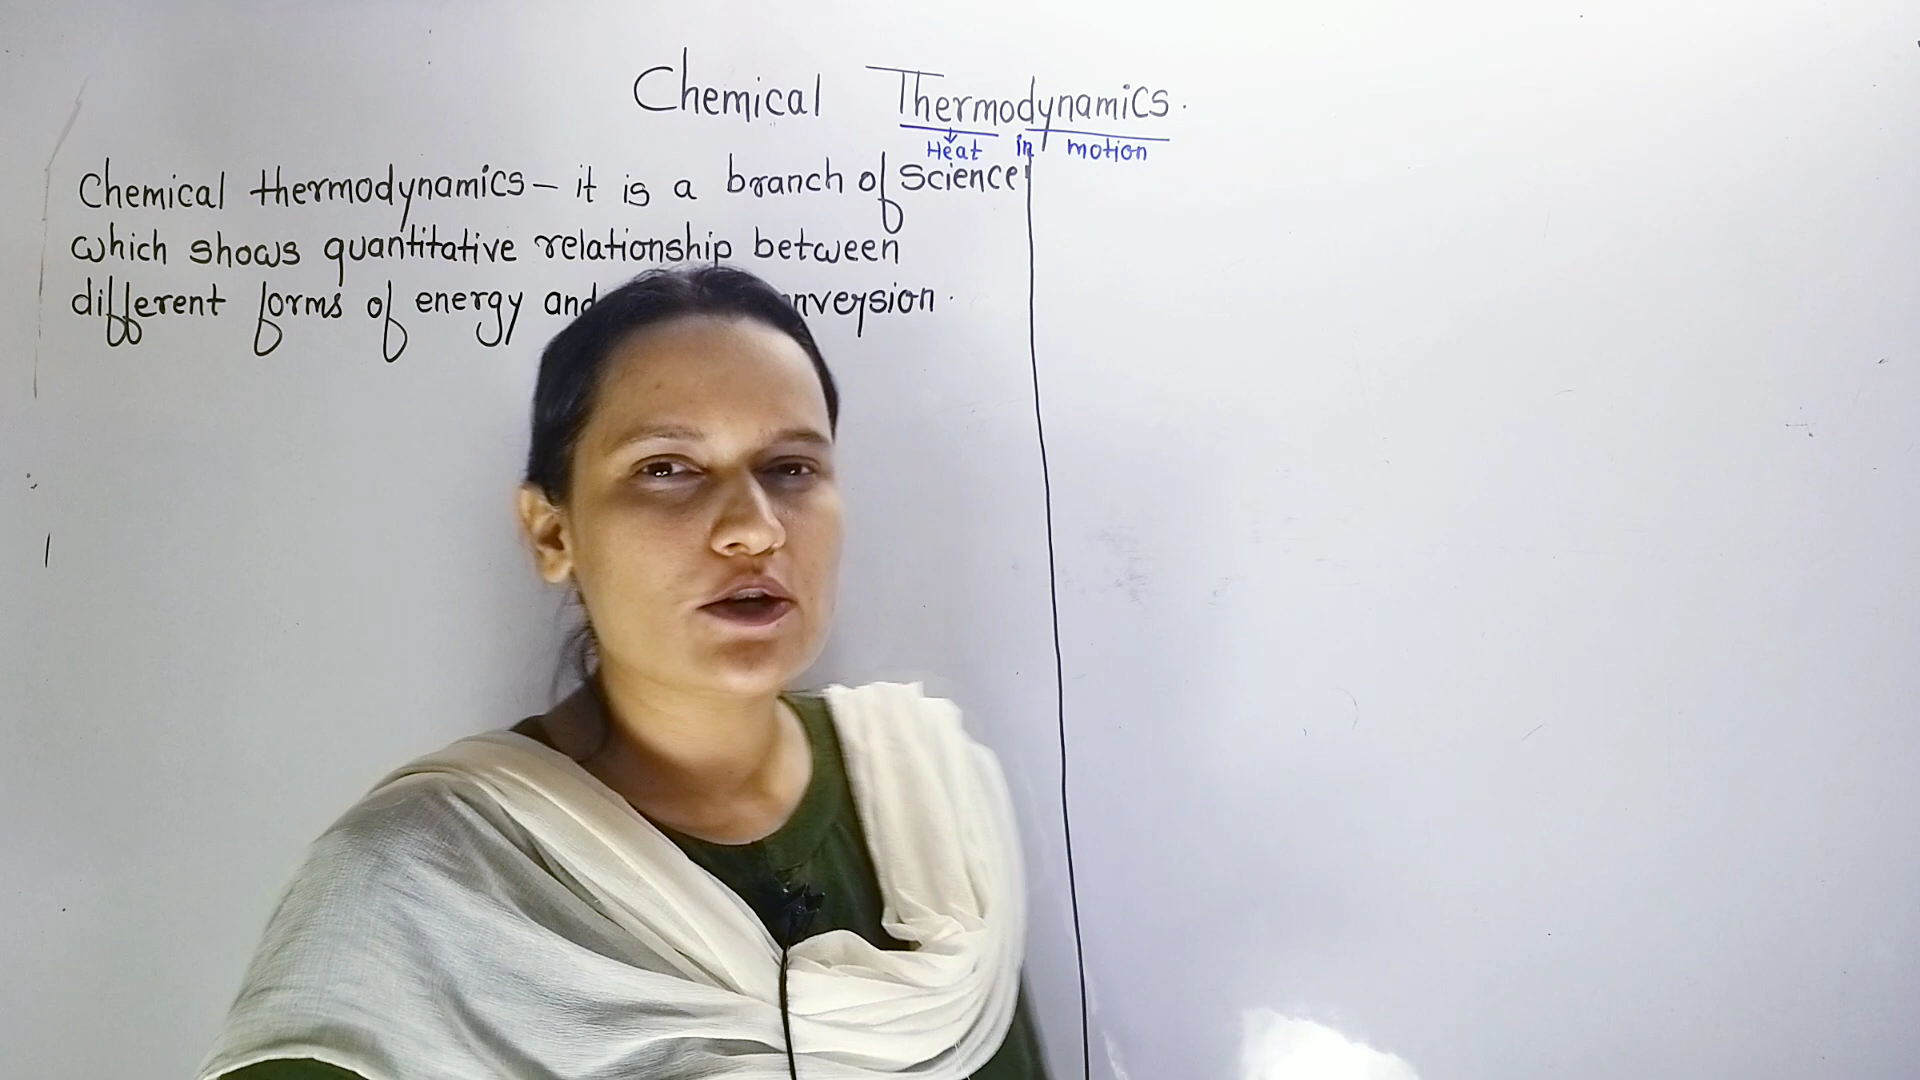 Chemical Thermodynamics.
Heat in motion
Chemical thermodynamics – it is a branch of science
which shows quantitative relationship between
different forms of energy and